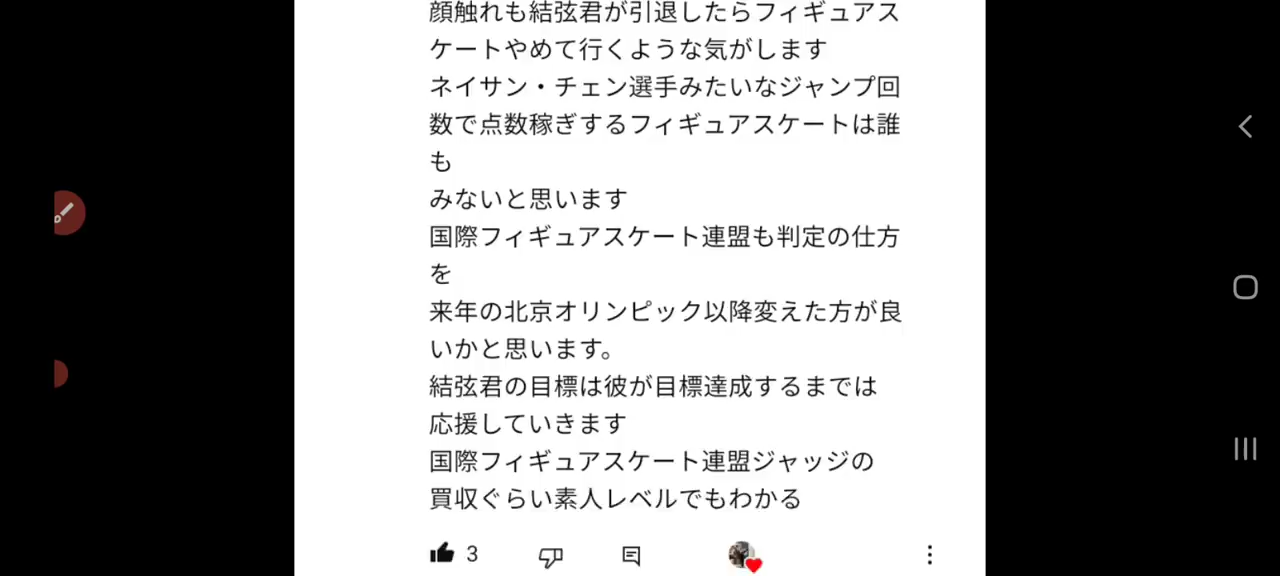 顔触れも結弦君が引退したらフィギュアス
ケートやめて行くような気がします
ネイサン・チェン選手みたいなジャンプ回
数で点数稼ぎするフィギュアスケートは誰
も
みないと思います
国際フィギュアスケート連盟も判定の仕方
を
来年の北京オリンピック以降変えた方が良
いかと思います。
結弦君の目標は彼が目標達成するまでは
応援していきます
国際フィギュアスケート連盟ジャッジの
買収ぐらい素人レベルでもわかる
3